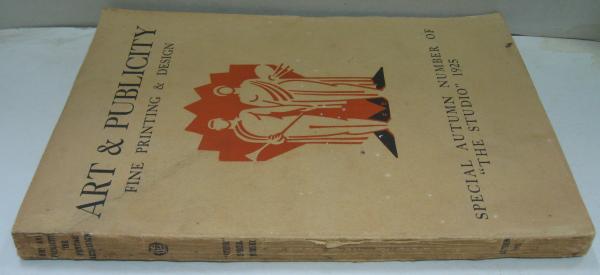 ART & PUBLICITY
FINE PRINTING & DESIGN
SPECIAL AUTUMN NUMBER OF
"THE STUDIO" 1925